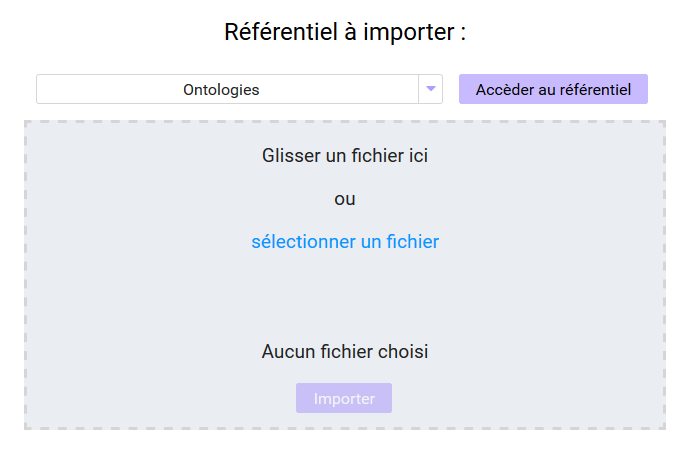 Référentiel à importer :
Ontologies
Accèder au référentiel
Glisser un fichier ici
ou
sélectionner un fichier
Aucun fichier choisi
Importer